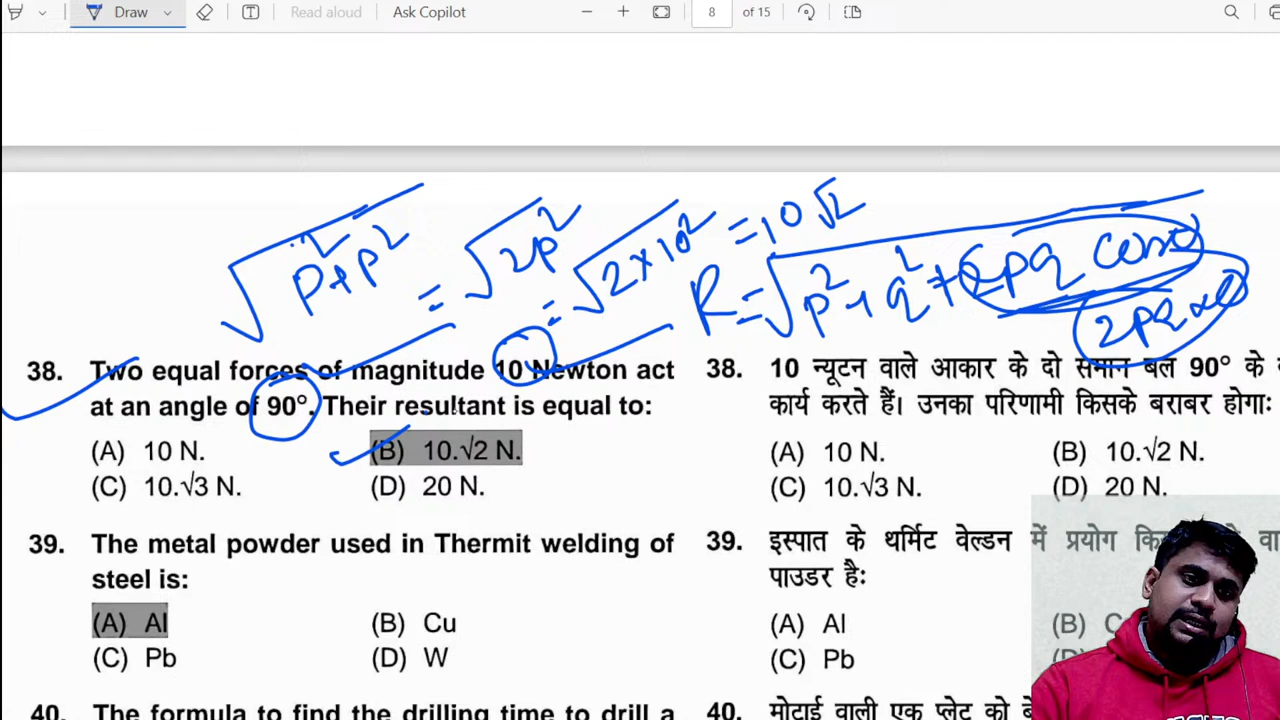 Draw
Read aloud
Ask Copilot
8 of 15
√p²+p² = √2p² = √2×10² = 10√2
R = √p²+q²+2pq cosθ
2pq×0
38. Two equal forces of magnitude 10 Newton act
at an angle of 90°. Their resultant is equal to:
(A) 10 N. (B) 10.√2 N.
(C) 10.√3 N. (D) 20 N.
39. The metal powder used in Thermit welding of
steel is:
(A) Al (B) Cu
(C) Pb (D) W
40. The formula to find the drilling time to drill a
38. 10 न्यूटन वाले आकार के दो समान बल 90° के
कार्य करते हैं। उनका परिणामी किसके बराबर होगाः
(A) 10 N. (B) 10.√2 N.
(C) 10.√3 N. (D) 20 N.
39. इस्पात के थर्मिट वेल्डन में प्रयोग
पाउडर हैः
(A) Al (B)
(C) Pb
40. मोटाई वाली एक प्लेट को